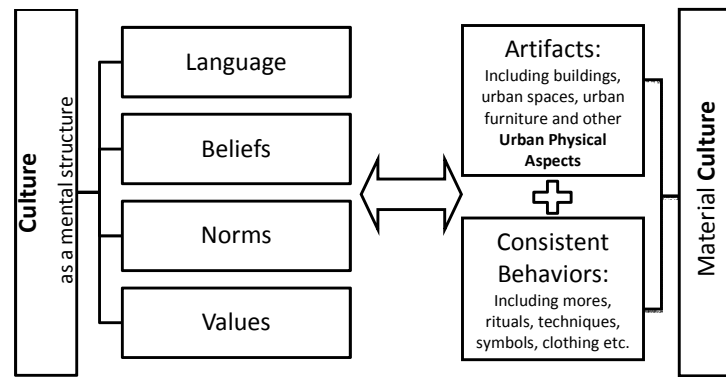 Culture
as a mental structure
Language
Beliefs
Norms
Values
Artifacts:
Including buildings,
urban spaces, urban
furniture and other
Urban Physical
Aspects
Consistent
Behaviors:
Including mores,
rituals, techniques,
symbols, clothing etc.
Material Culture